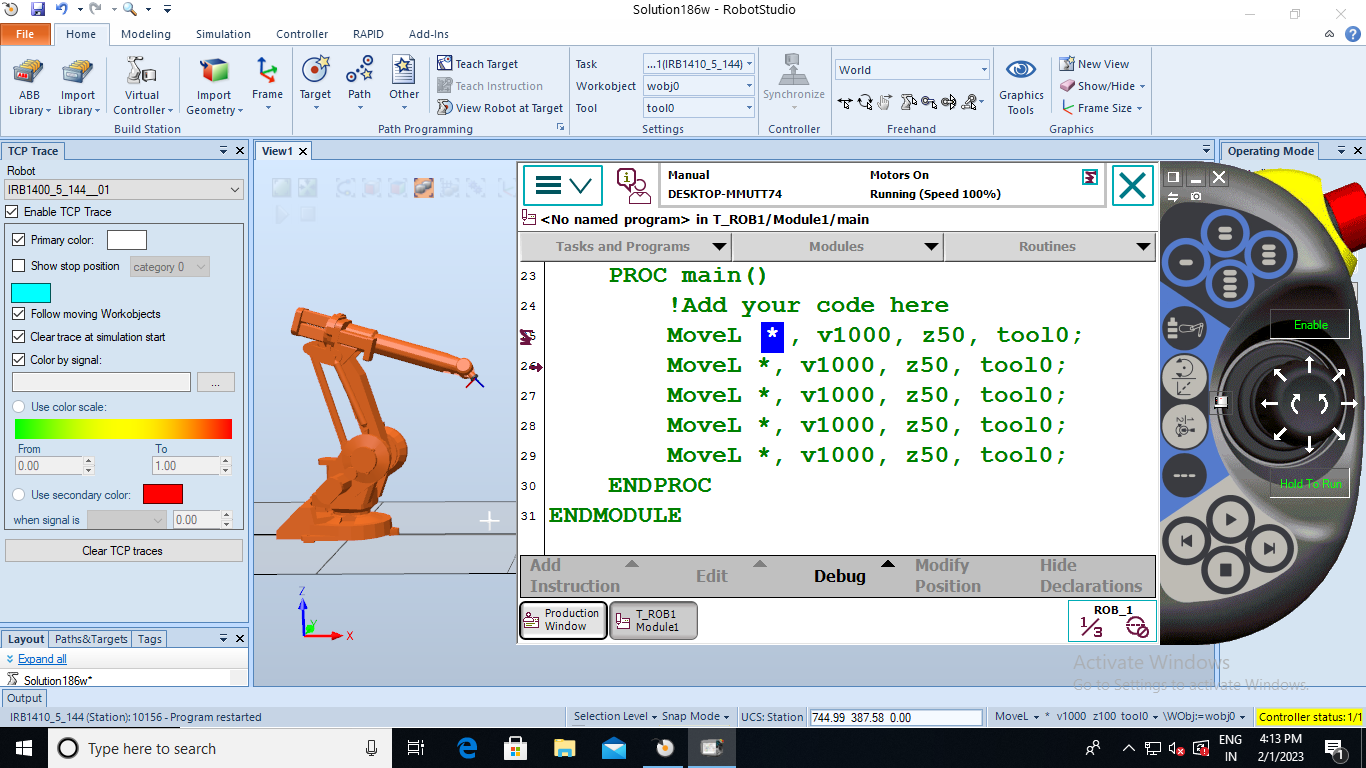 Solution186w - RobotStudio
File Home Modeling Simulation Controller RAPID Add-Ins
ABB Library
Import Library
Virtual Controller
Import Geometry
Frame
Build Station
Target
Path
Other
Teach Target
Teach Instruction
View Robot at Target
Path Programming
Task ...1(IRB1410_5_144)
Workobject wobj0
Tool tool0
Settings
Synchronize
Controller
World
Freehand
Graphics Tools
New View
Show/Hide
Frame Size
Graphics
TCP Trace
Robot
IRB1400_5_144__01
Enable TCP Trace
Primary color:
Show stop position category 0
Follow moving Workobjects
Clear trace at simulation start
Color by signal:
...
Use color scale:
From To
0.00 1.00
Use secondary color:
when signal is 0.00
Clear TCP traces
Layout Paths&Targets Tags
Expand all
Solution186w*
Output
View1
Z
Y
X
Manual Motors On
DESKTOP-MMUTT74 Running (Speed 100%)
<No named program> in T_ROB1/Module1/main
Tasks and Programs Modules Routines
23 PROC main()
24 !Add your code here
MoveL *, v1000, z50, tool0;
MoveL *, v1000, z50, tool0;
27 MoveL *, v1000, z50, tool0;
28 MoveL *, v1000, z50, tool0;
29 MoveL *, v1000, z50, tool0;
30 ENDPROC
31 ENDMODULE
Add Instruction
Edit
Debug
Modify Position
Hide Declarations
Production Window
T_ROB1 Module1
ROB_1
1/3
Operating Mode
Enable
Hold To Run
Activate Windows
Go to Settings to activate Windows.
IRB1410_5_144 (Station): 10156 - Program restarted
Selection Level Snap Mode UCS: Station 744.99 387.58 0.00 MoveL * v1000 z100 tool0 \WObj:=wobj0 Controller status: 1/1
Type here to search
ENG
IN
4:13 PM
2/1/2023
1